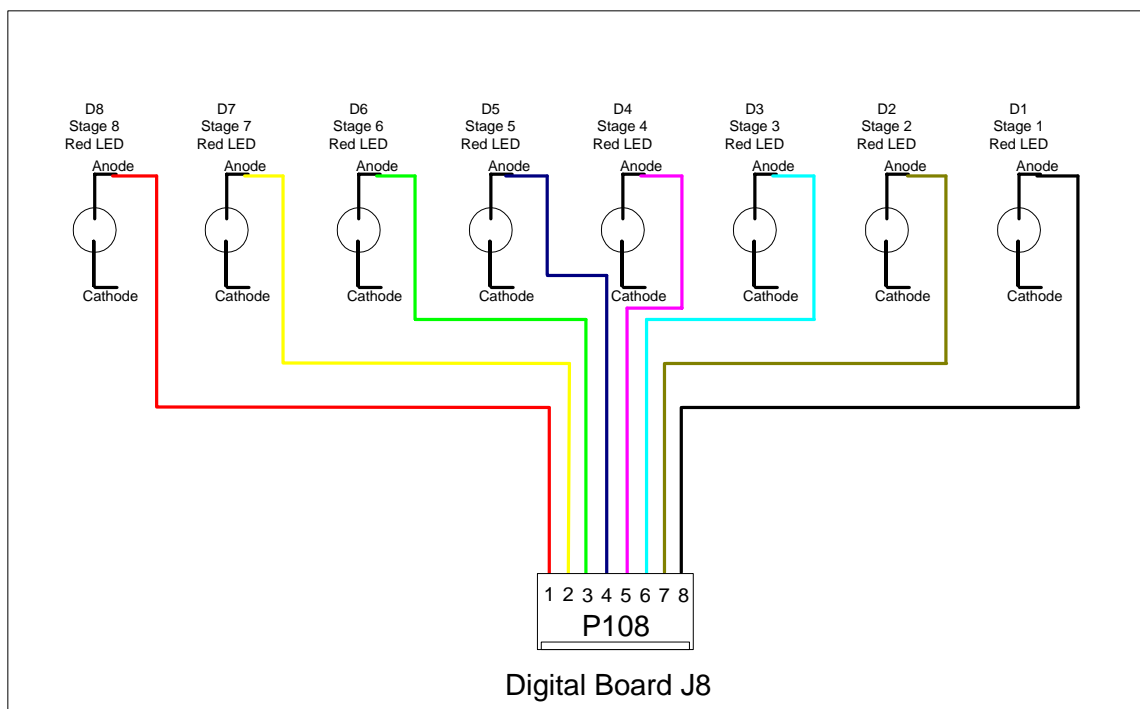 D8
Stage 8
Red LED
Anode
Cathode
D7
Stage 7
Red LED
Anode
Cathode
D6
Stage 6
Red LED
Anode
Cathode
D5
Stage 5
Red LED
Anode
Cathode
D4
Stage 4
Red LED
Anode
Cathode
D3
Stage 3
Red LED
Anode
Cathode
D2
Stage 2
Red LED
Anode
Cathode
D1
Stage 1
Red LED
Anode
Cathode
1 2 3 4 5 6 7 8
P108
Digital Board J8